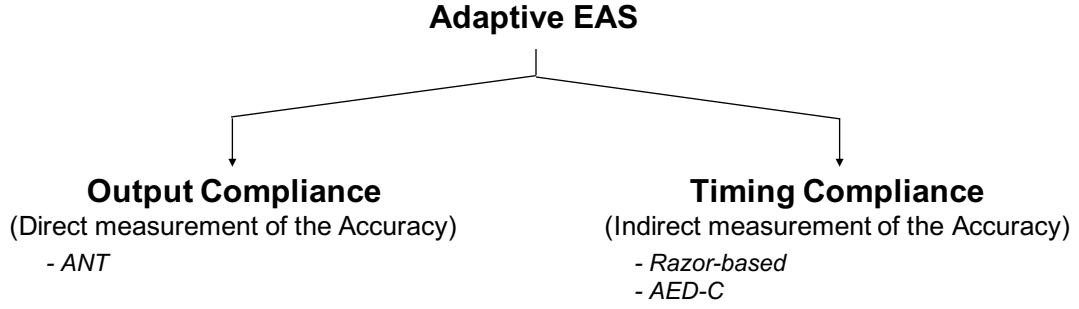 Adaptive EAS
Output Compliance
(Direct measurement of the Accuracy)
- ANT
Timing Compliance
(Indirect measurement of the Accuracy)
- Razor-based
- AED-C